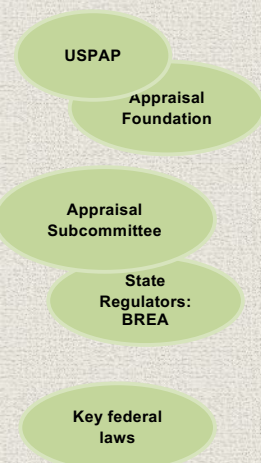 USPAP
Appraisal
Foundation
Appraisal
Subcommittee
State
Regulators:
BREA
Key federal
laws